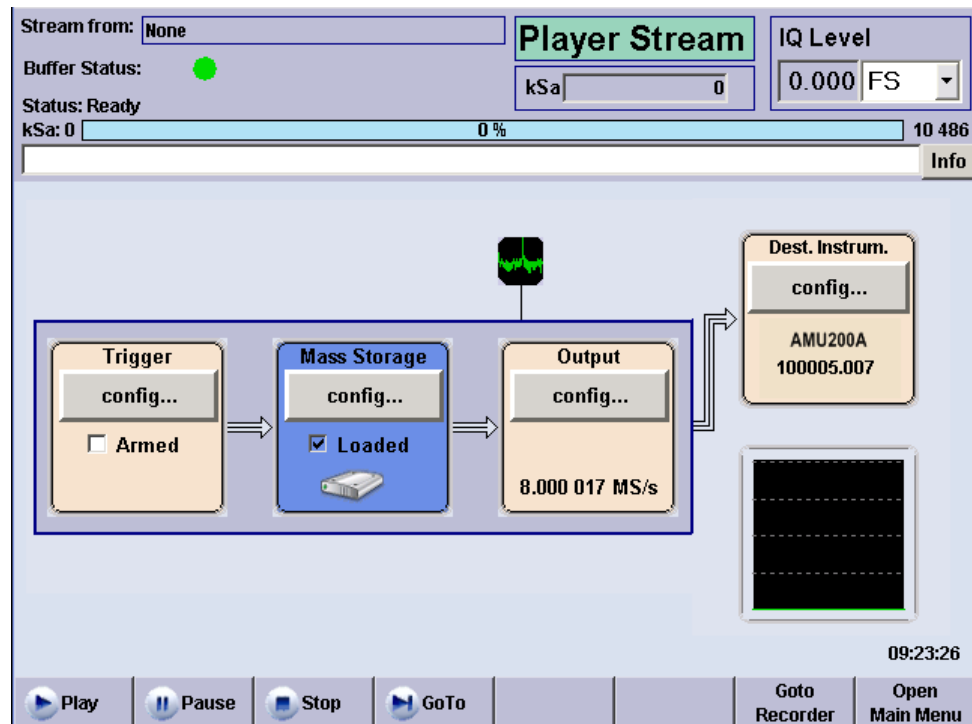 Stream from: None
Player Stream
IQ Level
Buffer Status:
kSa 0
0.000 FS
Status: Ready
kSa: 0 0 % 10 486
Info
Dest. Instrum.
config...
AMU200A
100005.007
Trigger
config...
Armed
Mass Storage
config...
Loaded
Output
config...
8.000 017 MS/s
09:23:26
Play
Pause
Stop
GoTo
Goto
Recorder
Open
Main Menu